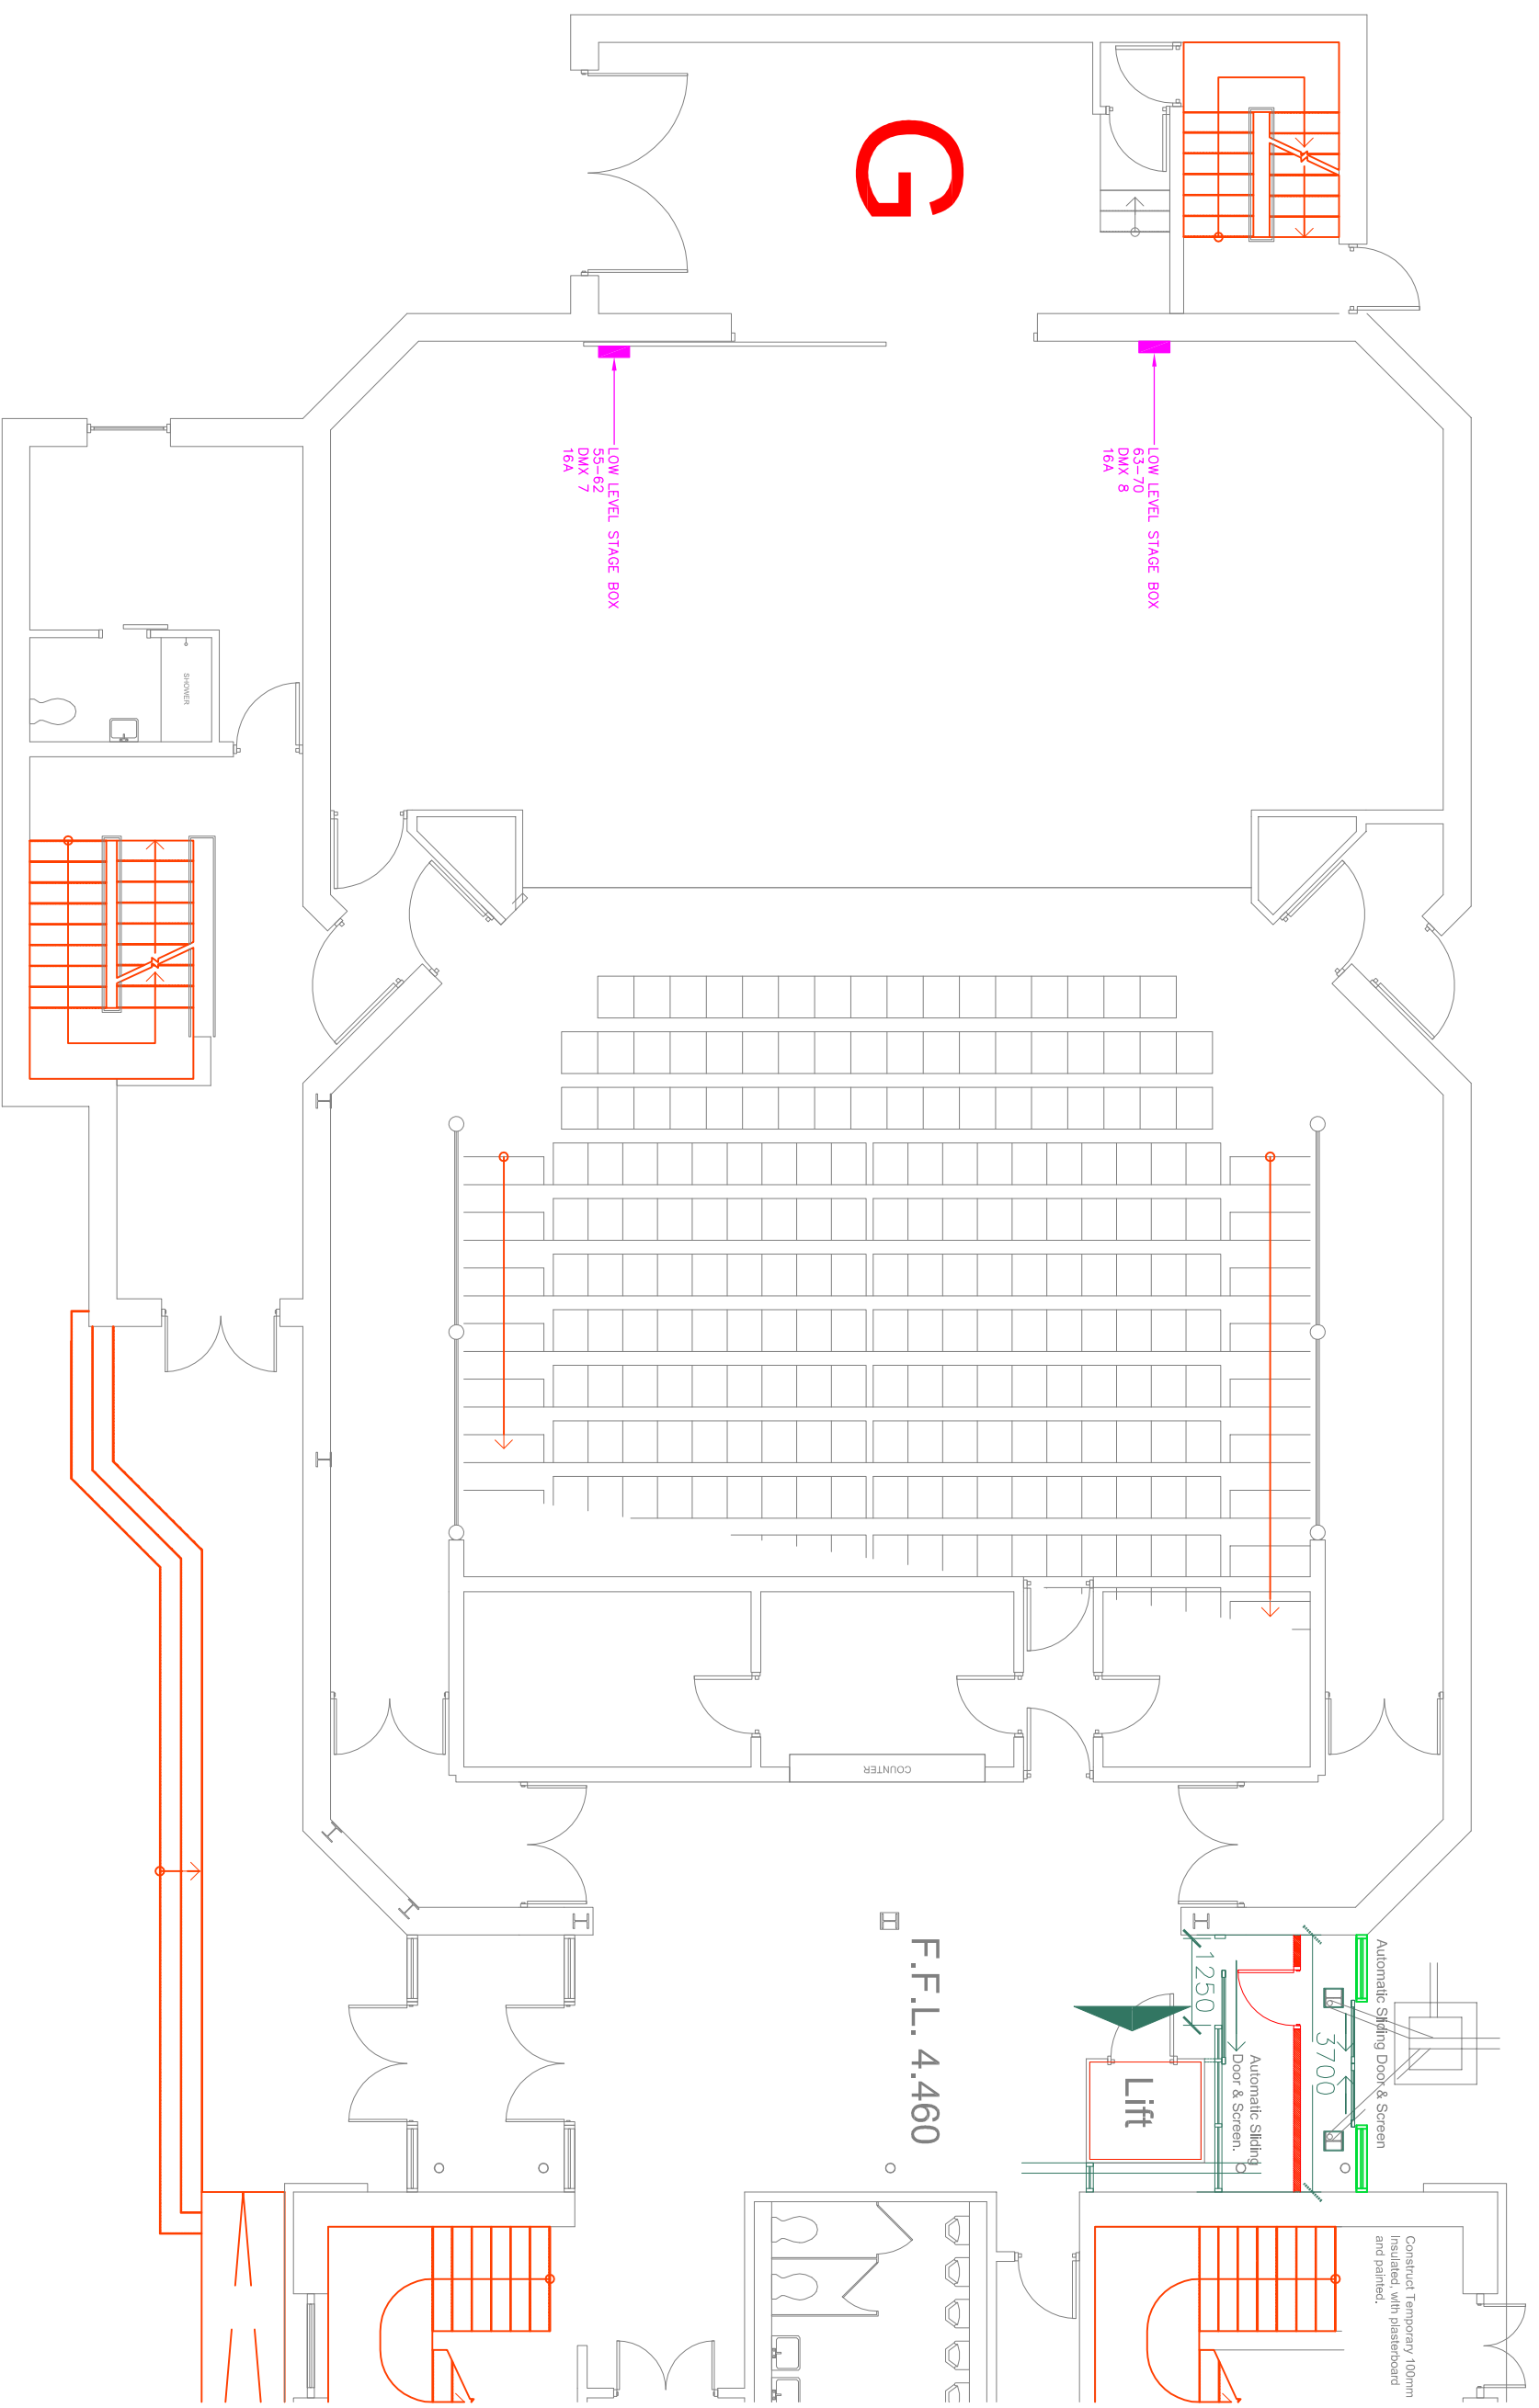 G
LOW LEVEL STAGE BOX
63-70
DMX 8
16A
LOW LEVEL STAGE BOX
55-62
DMX 7
16A
SHOWER
COUNTER
F.F.L. 4.460
Lift
1250
3700
Automatic Sliding Door & Screen
Automatic Sliding
Door & Screen.
Construct Temporary 100mm
Insulated, with plasterboard
and painted.